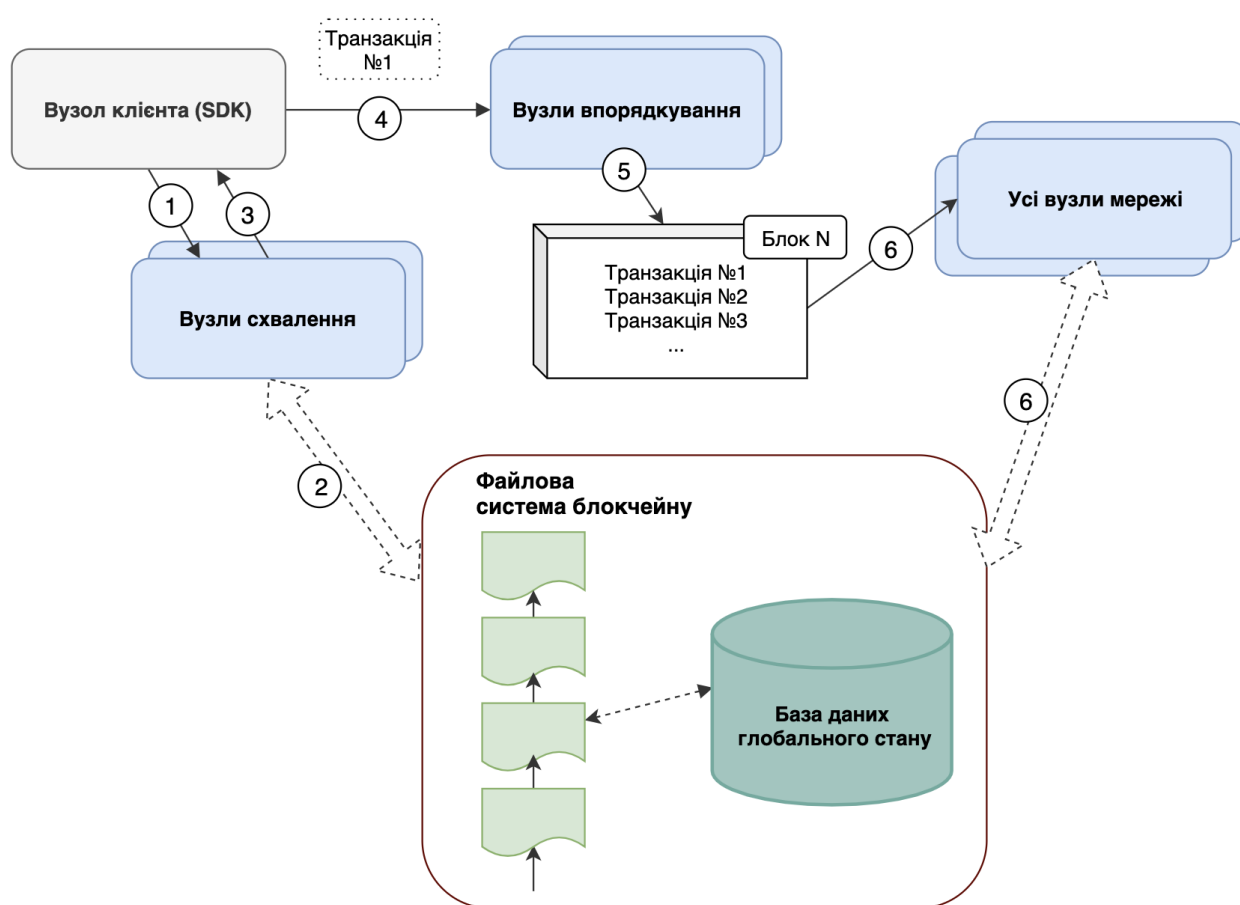 Транзакція
№1
Вузол клієнта (SDK)
4
Вузли впорядкування
5
Усі вузли мережі
1
3
Блок N
6
Транзакція №1
Транзакція №2
Транзакція №3
...
Вузли схвалення
6
2
Файлова
система блокчейну
База даних
глобального стану